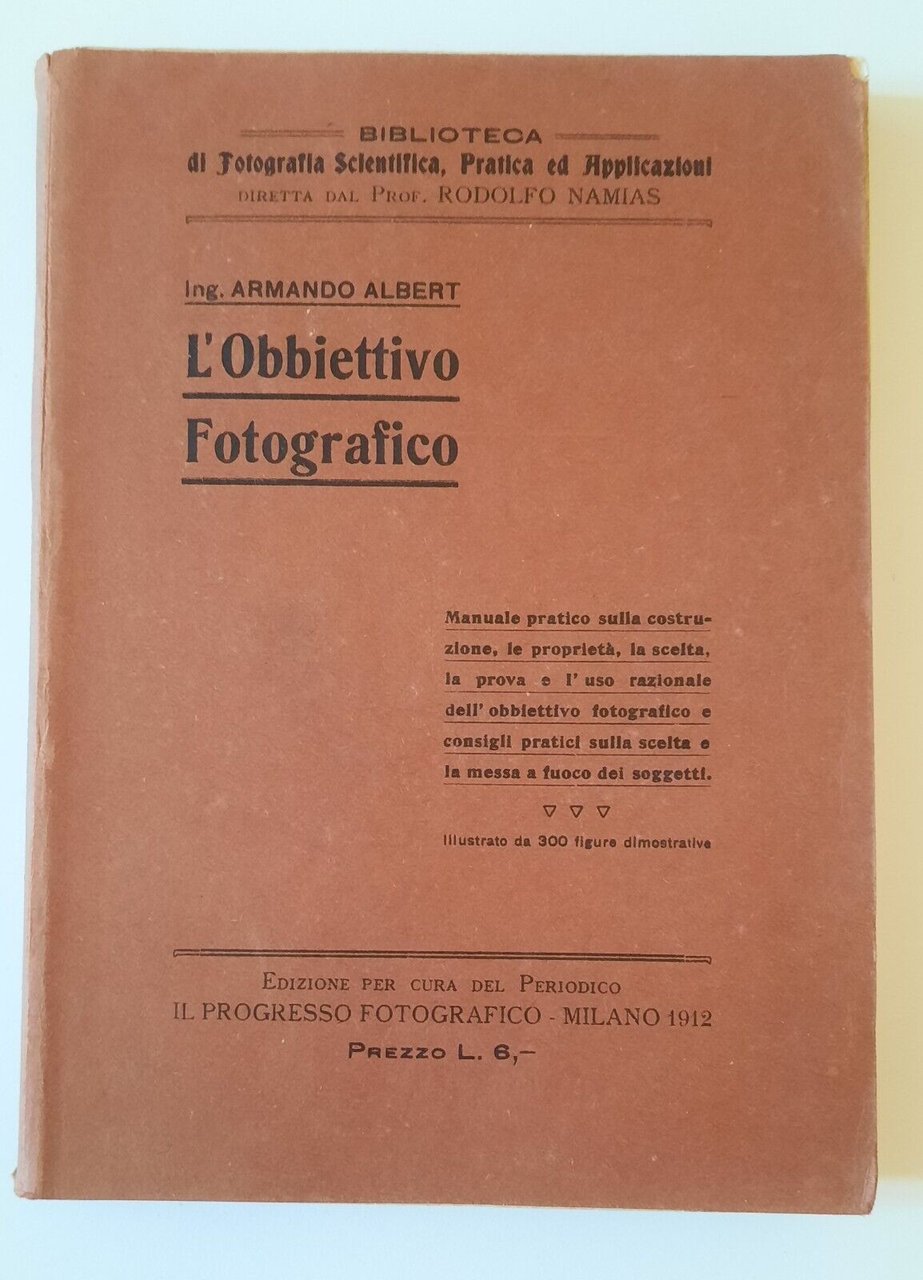 BIBLIOTECA
di Fotografia Scientifica, Pratica ed Applicazioni
DIRETTA DAL PROF. RODOLFO NAMIAS
Ing. ARMANDO ALBERT
L'Obbiettivo
Fotografico
Manuale pratico sulla costru-
zione, le proprietà, la scelta,
la prova e l' uso razionale
dell' obbiettivo fotografico e
consigli pratici sulla scelta e
la messa a fuoco dei soggetti.
Illustrato da 300 figure dimostrative
EDIZIONE PER CURA DEL PERIODICO
IL PROGRESSO FOTOGRAFICO - MILANO 1912
PREZZO L. 6,—